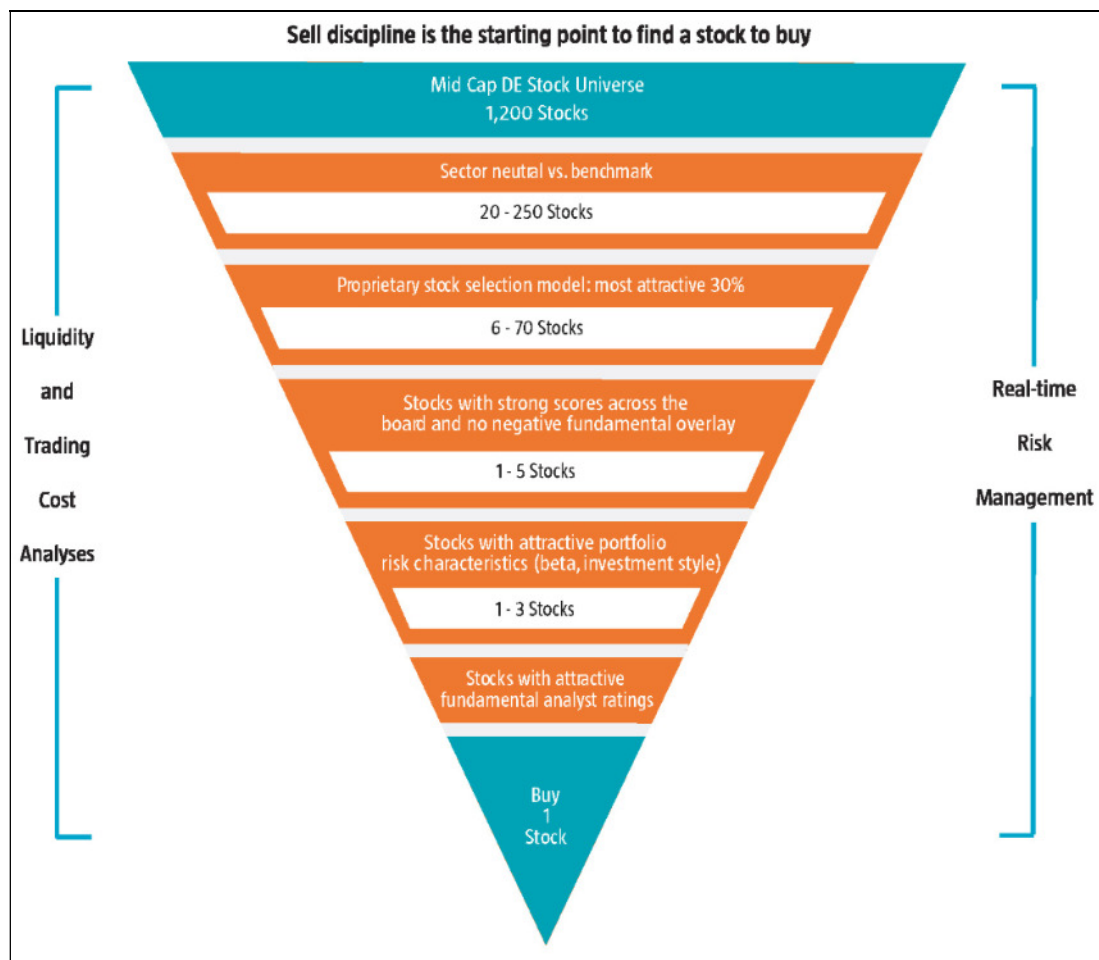 Sell discipline is the starting point to find a stock to buy
Mid Cap DE Stock Universe
1,200 Stocks
Sector neutral vs. benchmark
20 - 250 Stocks
Proprietary stock selection model: most attractive 30%
6 - 70 Stocks
Stocks with strong scores across the
board and no negative fundamental overlay
1 - 5 Stocks
Stocks with attractive portfolio
risk characteristics (beta, investment style)
1 - 3 Stocks
Stocks with attractive
fundamental analyst ratings
Buy
1
Stock
Liquidity
and
Trading
Cost
Analyses
Real-time
Risk
Management